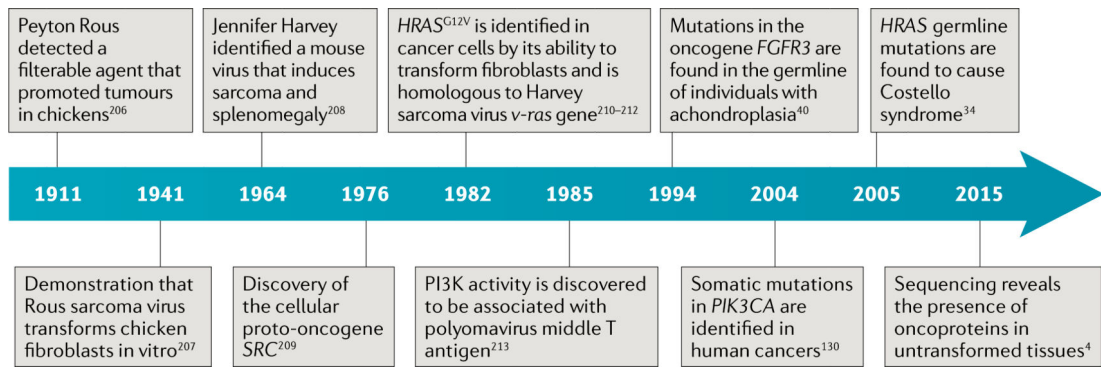 Peyton Rous
detected a
filterable agent that
promoted tumours
in chickens206
Jennifer Harvey
identified a mouse
virus that induces
sarcoma and
splenomegaly208
HRASG12V is identified in
cancer cells by its ability to
transform fibroblasts and is
homologous to Harvey
sarcoma virus v-ras gene210–212
Mutations in the
oncogene FGFR3 are
found in the germline
of individuals with
achondroplasia40
HRAS germline
mutations are
found to cause
Costello
syndrome34
1911 1941 1964 1976 1982 1985 1994 2004 2005 2015
Demonstration that
Rous sarcoma virus
transforms chicken
fibroblasts in vitro207
Discovery of
the cellular
proto-oncogene
SRC209
PI3K activity is discovered
to be associated with
polyomavirus middle T
antigen213
Somatic mutations
in PIK3CA are
identified in
human cancers130
Sequencing reveals
the presence of
oncoproteins in
untransformed tissues4